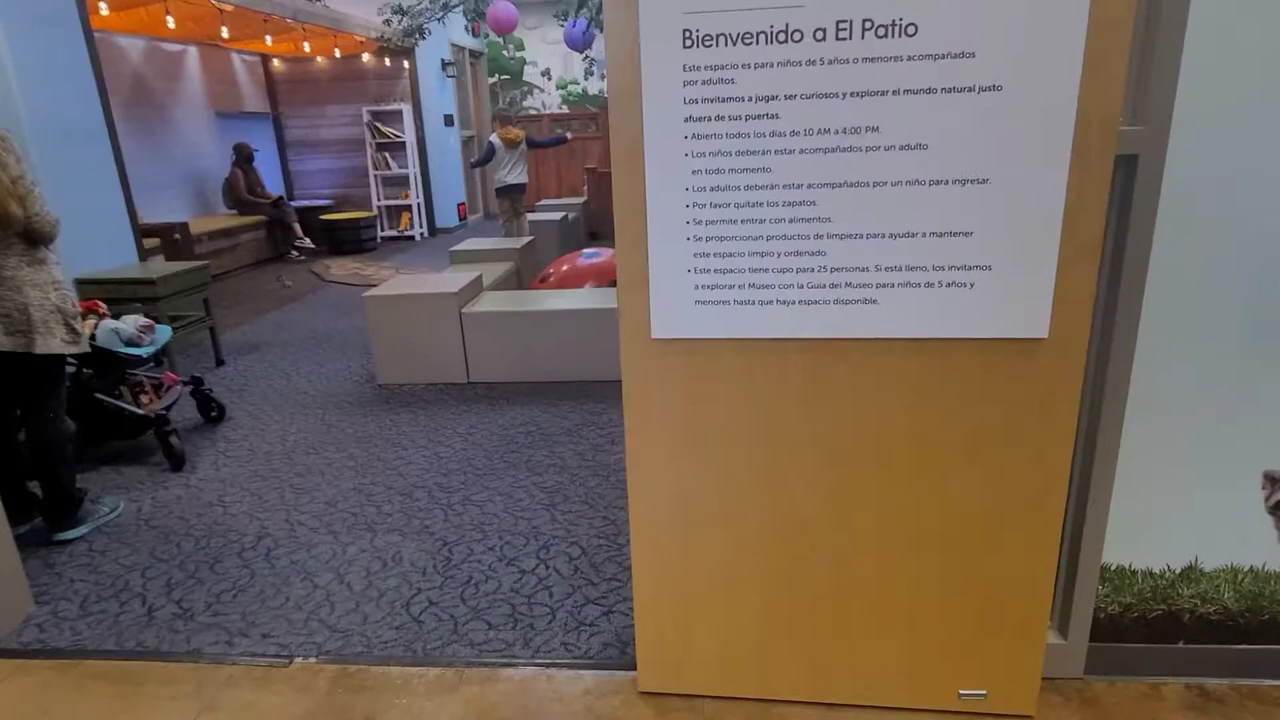 Bienvenido a El Patio
Este espacio es para niños de 5 años o menores acompañados
por adultos.
Los invitamos a jugar, ser curiosos y explorar el mundo natural justo
afuera de sus puertas.
• Abierto todos los días de 10 AM a 4:00 PM.
• Los niños deberán estar acompañados por un adulto
en todo momento.
• Los adultos deberán estar acompañados por un niño para ingresar.
• Por favor quítate los zapatos.
• Se permite entrar con alimentos.
• Se proporcionan productos de limpieza para ayudar a mantener
este espacio limpio y ordenado.
• Este espacio tiene cupo para 25 personas. Si está lleno, los invitamos
a explorar el Museo con la Guía del Museo para niños de 5 años y
menores hasta que haya espacio disponible.